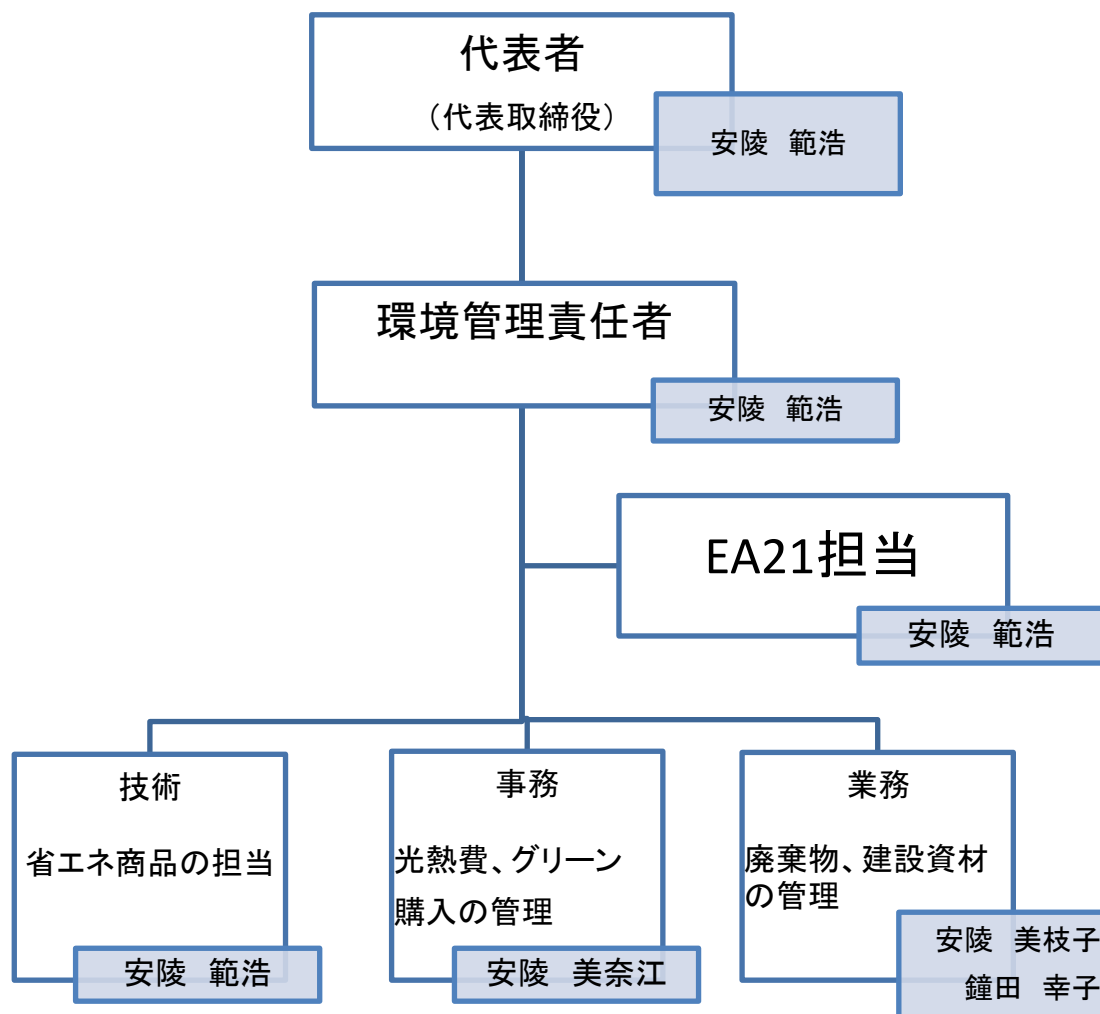 代表者
（代表取締役）
安陵　範浩
環境管理責任者
安陵　範浩
EA21担当
安陵　範浩
技術
省エネ商品の担当
安陵　範浩
事務
光熱費、グリーン
購入の管理
安陵　美奈江
業務
廃棄物、建設資材
の管理
安陵　美枝子
鐘田　幸子